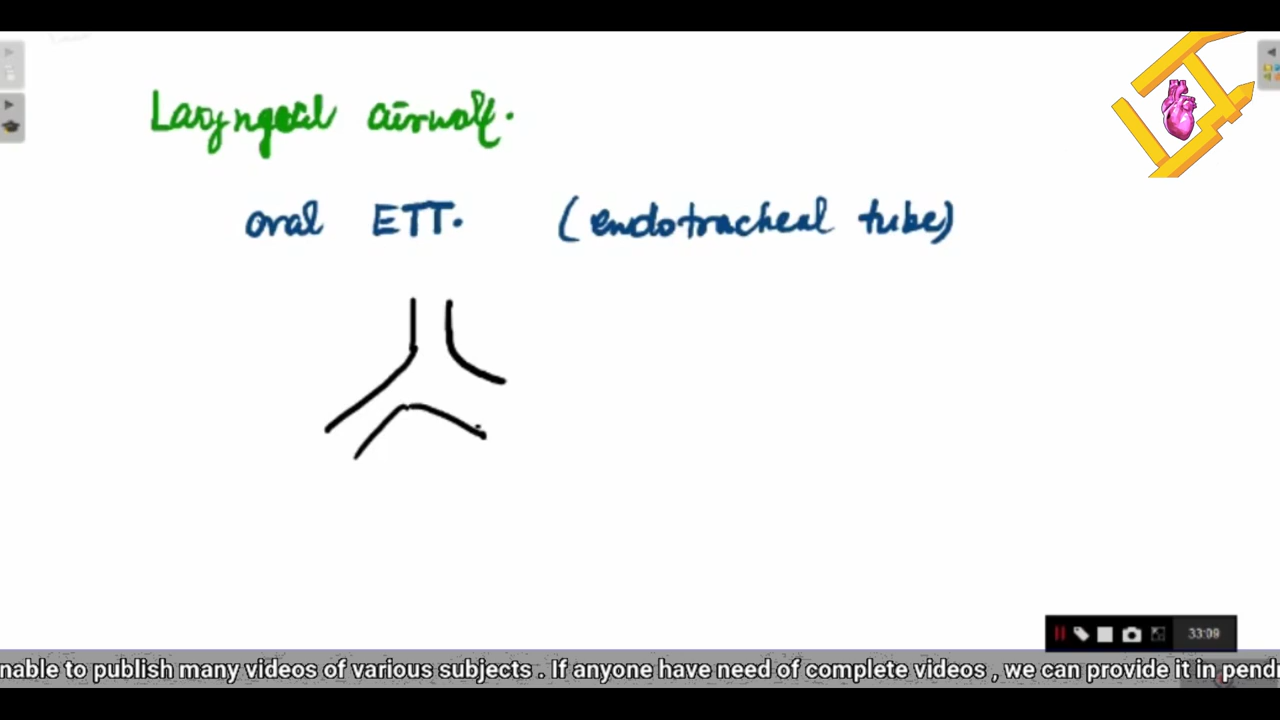 Laryngeal airway.
oral ETT. (endotracheal tube)
33:09
nable to publish many videos of various subjects . If anyone have need of complete videos , we can provide it in pendr